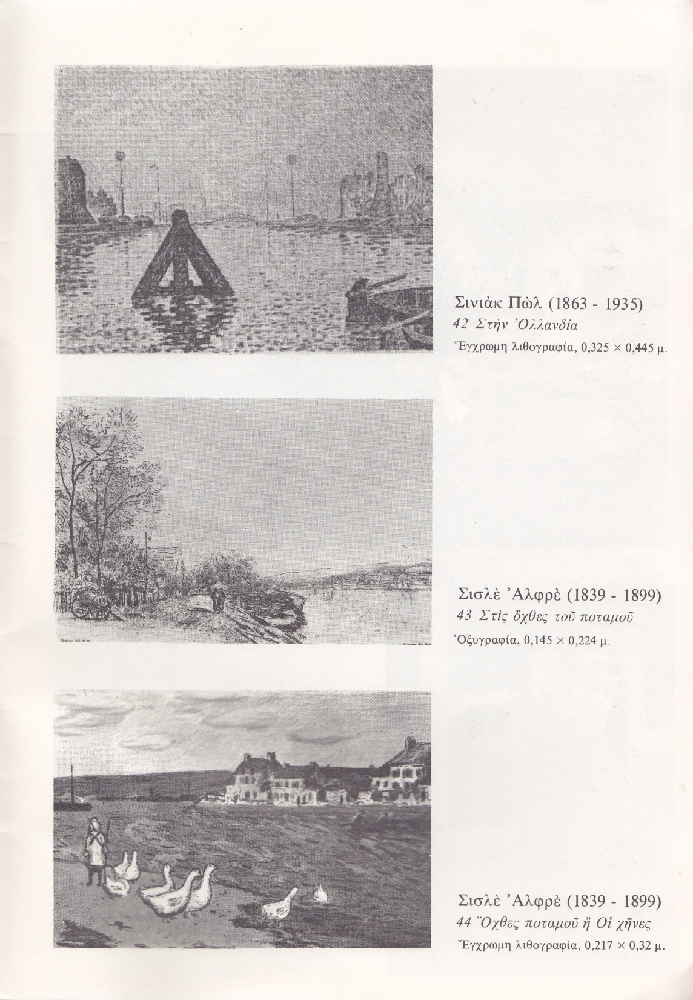 Σινιὰκ Πὼλ (1863 - 1935)
42 Στὴν Ὀλλανδία
Ἔγχρωμη λιθογραφία, 0,325 × 0,445 μ.
Σισλὲ Ἀλφρὲ (1839 - 1899)
43 Στὶς ὄχθες τοῦ ποταμοῦ
Ὀξυγραφία, 0,145 × 0,224 μ.
Σισλὲ Ἀλφρὲ (1839 - 1899)
44 Ὄχθες ποταμοῦ ἢ Οἱ χῆνες
Ἔγχρωμη λιθογραφία, 0,217 × 0,32 μ.